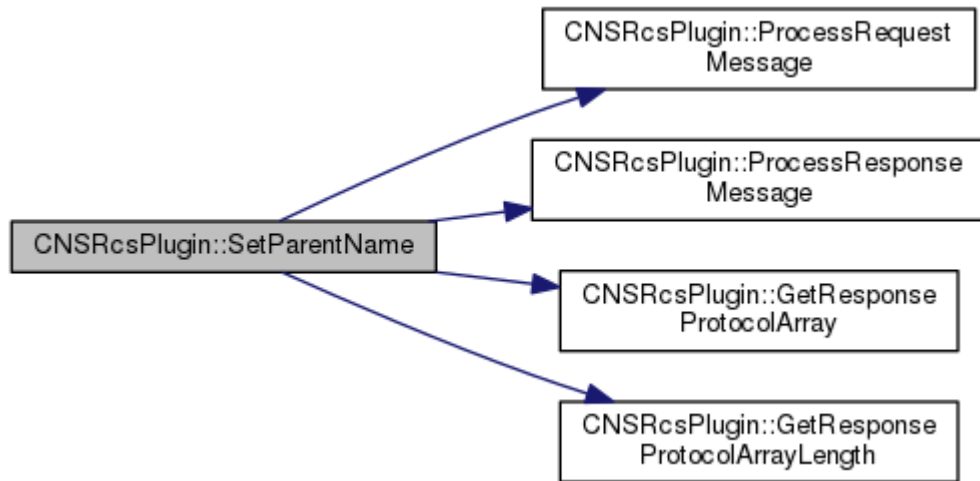 CNSRcsPlugin::ProcessRequest
Message
CNSRcsPlugin::ProcessResponse
Message
CNSRcsPlugin::SetParentName
CNSRcsPlugin::GetResponse
ProtocolArray
CNSRcsPlugin::GetResponse
ProtocolArrayLength